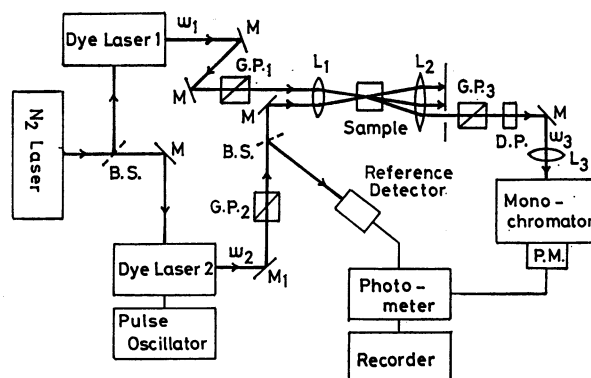 Dye Laser 1
ω1
M
M
G.P.1
L1
L2
G.P.3
M
M
Sample
D.P.
ω3
L3
N2 Laser
B.S.
M
B.S.
Reference
Detector
Mono-
chromator
G.P.2
P.M.
Dye Laser 2
ω2
M1
Photo-
meter
Pulse
Oscillator
Recorder